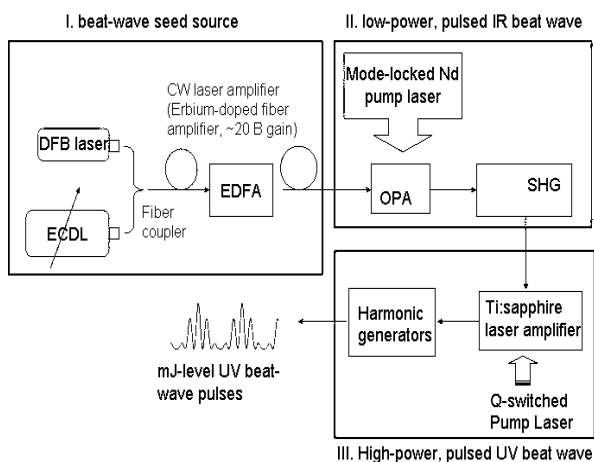 I. beat-wave seed source
II. low-power, pulsed IR beat wave
CW laser amplifier
(Erbium-doped fiber
amplifier, ~20 B gain)
DFB laser
ECDL
Fiber
coupler
EDFA
Mode-locked Nd
pump laser
OPA
SHG
Ti:sapphire
laser amplifier
Harmonic
generators
Q-switched
Pump Laser
mJ-level UV beat-
wave pulses
III. High-power, pulsed UV beat wave